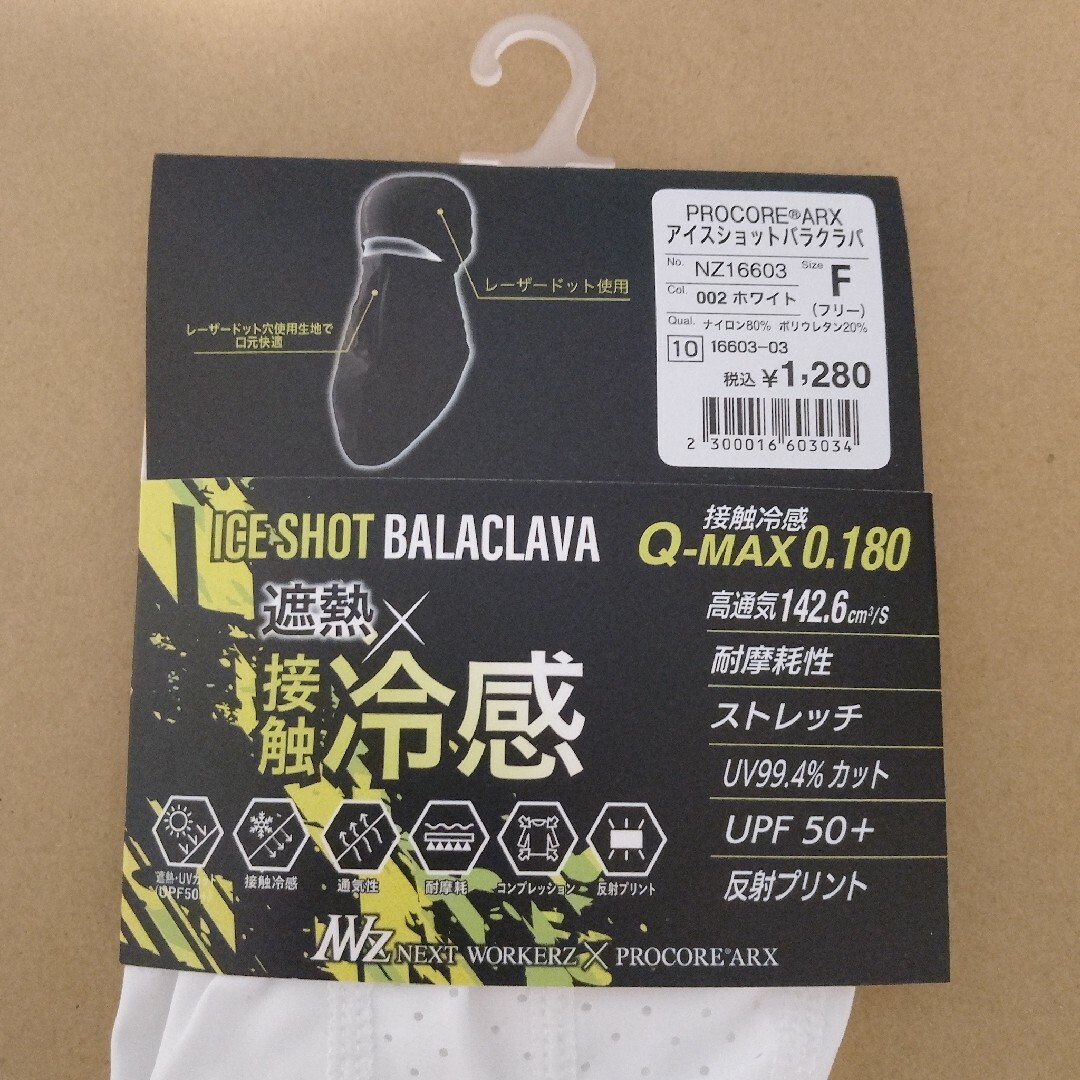 PROCORE®ARX
アイスショットバラクラバ
No. NZ16603 Size F
Col. 002 ホワイト (フリー)
Qual. ナイロン80% ポリウレタン20%
10 16603-03
税込 ¥1,280
2 300016 603034
レーザードット使用
レーザードット穴使用生地で
口元快適
ICE SHOT BALACLAVA
遮熱×
接触
冷感
接触冷感
Q-MAX 0.180
高通気142.6cm³/S
耐摩耗性
ストレッチ
UV99.4%カット
UPF 50+
反射プリント
遮熱・UVカット
(UPF50
接触冷感
通気性
耐摩耗
コンプレッション
反射プリント
NWZ NEXT WORKERZ × PROCORE®ARX